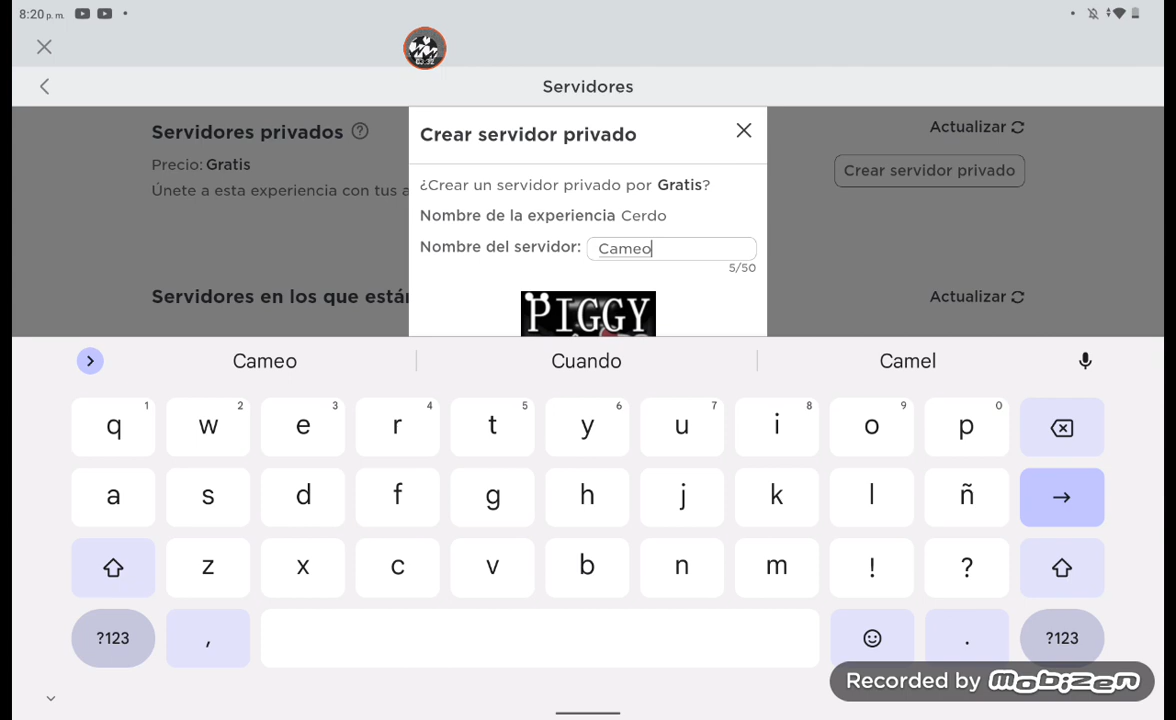 8:20 p. m.
03:32
Servidores
Servidores privados ?
Actualizar
Precio: Gratis
Crear servidor privado
Únete a esta experiencia con tus a
Crear servidor privado
¿Crear un servidor privado por Gratis?
Nombre de la experiencia Cerdo
Nombre del servidor: Cameo
5/50
Servidores en los que están
Actualizar
PIGGY
Cameo Cuando Camel
q 1 w 2 e 3 r 4 t 5 y 6 u 7 i 8 o 9 p 0
a s d f g h j k l ñ
z x c v b n m ! ?
?123 , . ?123
Recorded by mobizen